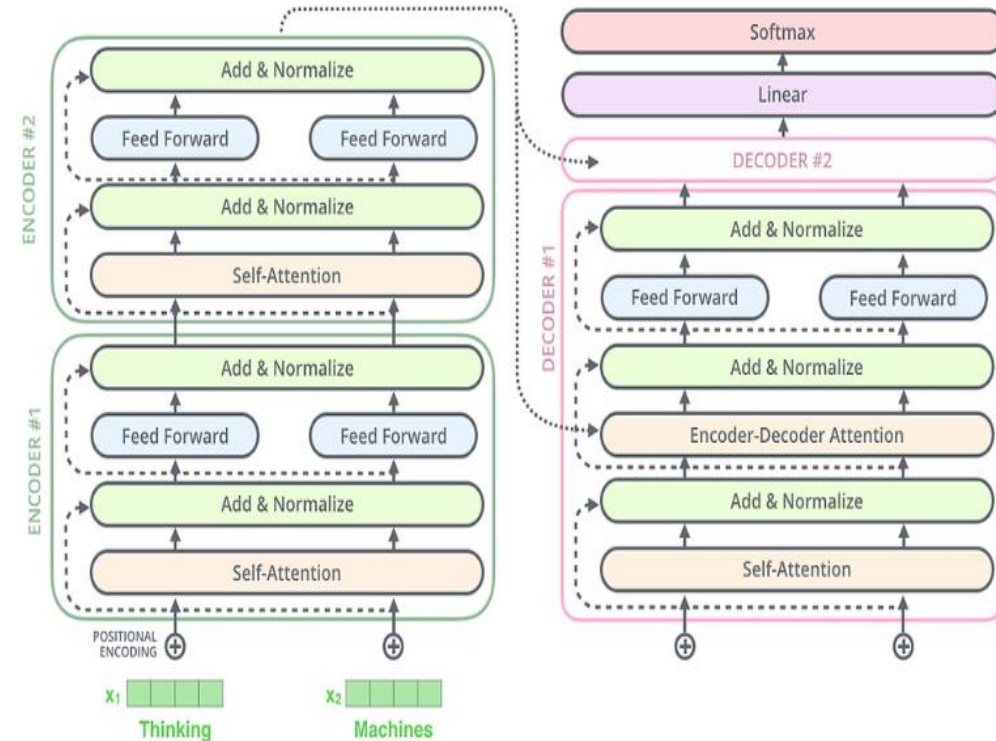 ENCODER #2
Add & Normalize
Feed Forward
Feed Forward
Add & Normalize
Self-Attention
ENCODER #1
Add & Normalize
Feed Forward
Feed Forward
Add & Normalize
Self-Attention
POSITIONAL
ENCODING
x1
x2
Thinking
Machines
Softmax
Linear
DECODER #2
DECODER #1
Add & Normalize
Feed Forward
Feed Forward
Add & Normalize
Encoder-Decoder Attention
Add & Normalize
Self-Attention